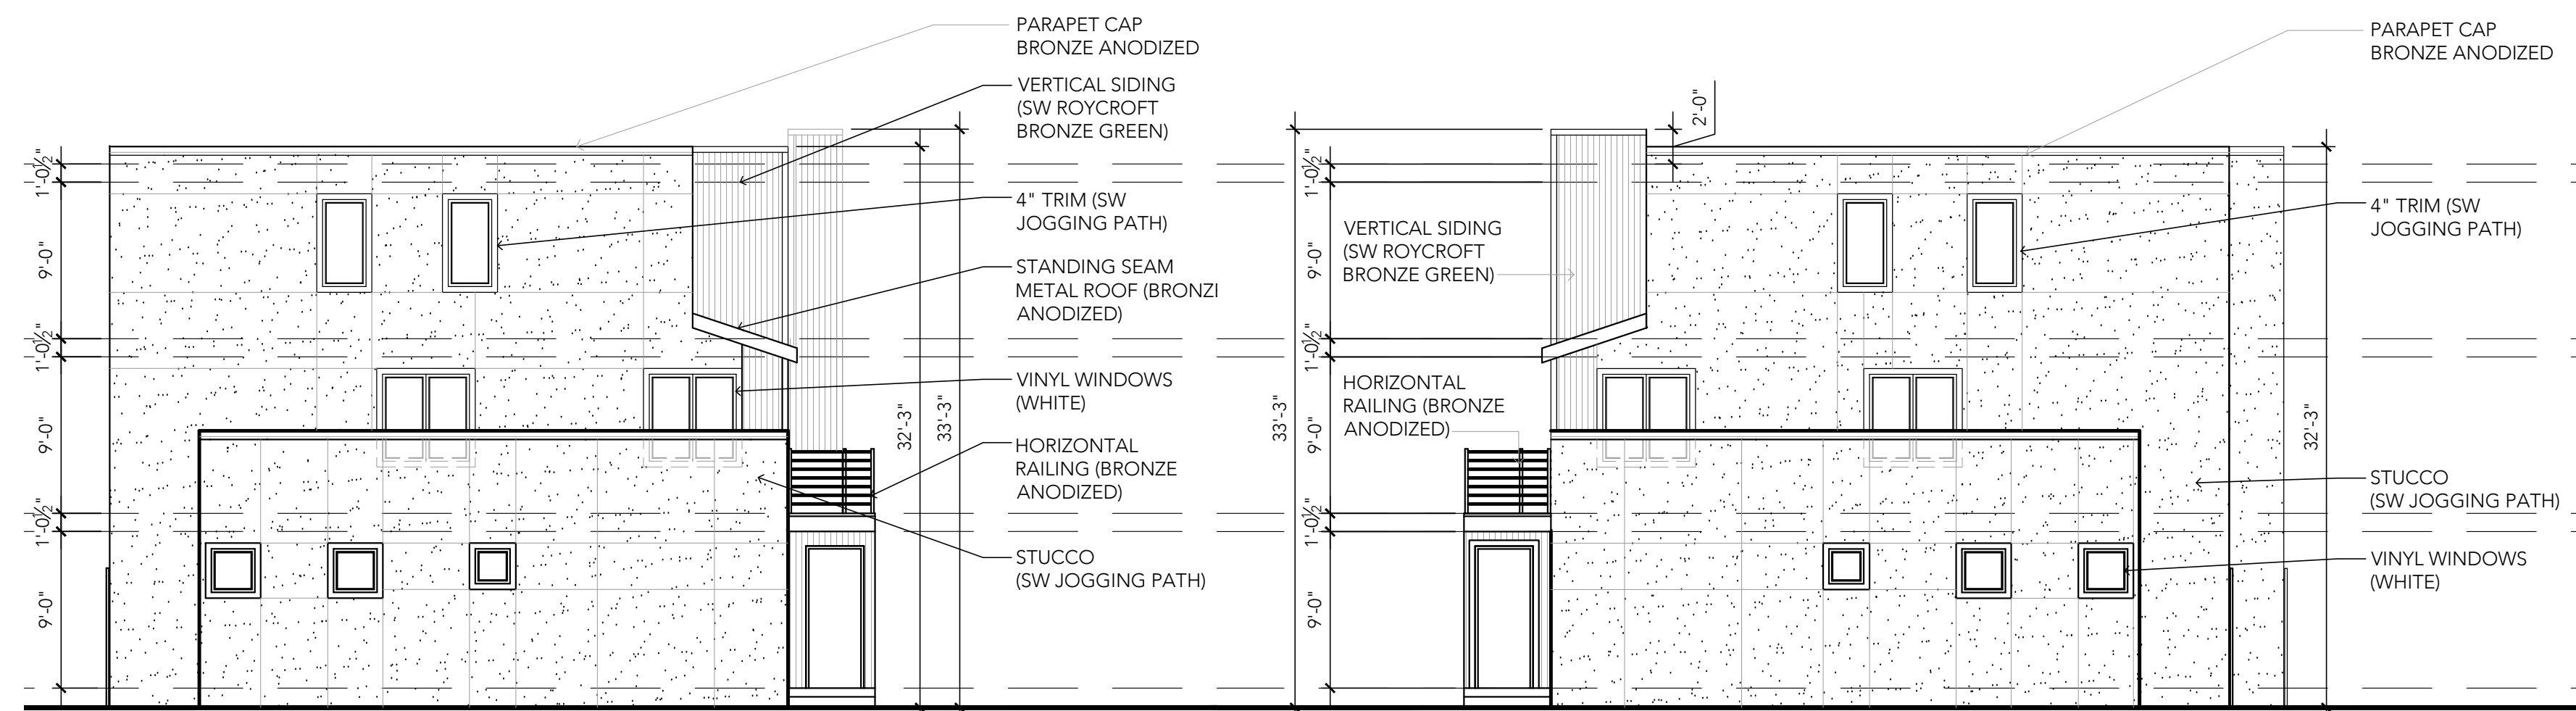 PARAPET CAP
BRONZE ANODIZED
VERTICAL SIDING
(SW ROYCROFT
BRONZE GREEN)
4" TRIM (SW
JOGGING PATH)
STANDING SEAM
METAL ROOF (BRONZI
ANODIZED)
VINYL WINDOWS
(WHITE)
HORIZONTAL
RAILING (BRONZE
ANODIZED)
STUCCO
(SW JOGGING PATH)
1'-0½"
9'-0"
1'-0½"
9'-0"
1'-0½"
9'-0"
32'-3"
33'-3"
33'-3"
1'-0½"
9'-0"
1'-0½"
9'-0"
1'-0½"
9'-0"
2'-0"
VERTICAL SIDING
(SW ROYCROFT
BRONZE GREEN)
HORIZONTAL
RAILING (BRONZE
ANODIZED)
32'-3"
PARAPET CAP
BRONZE ANODIZED
4" TRIM (SW
JOGGING PATH)
STUCCO
(SW JOGGING PATH)
VINYL WINDOWS
(WHITE)